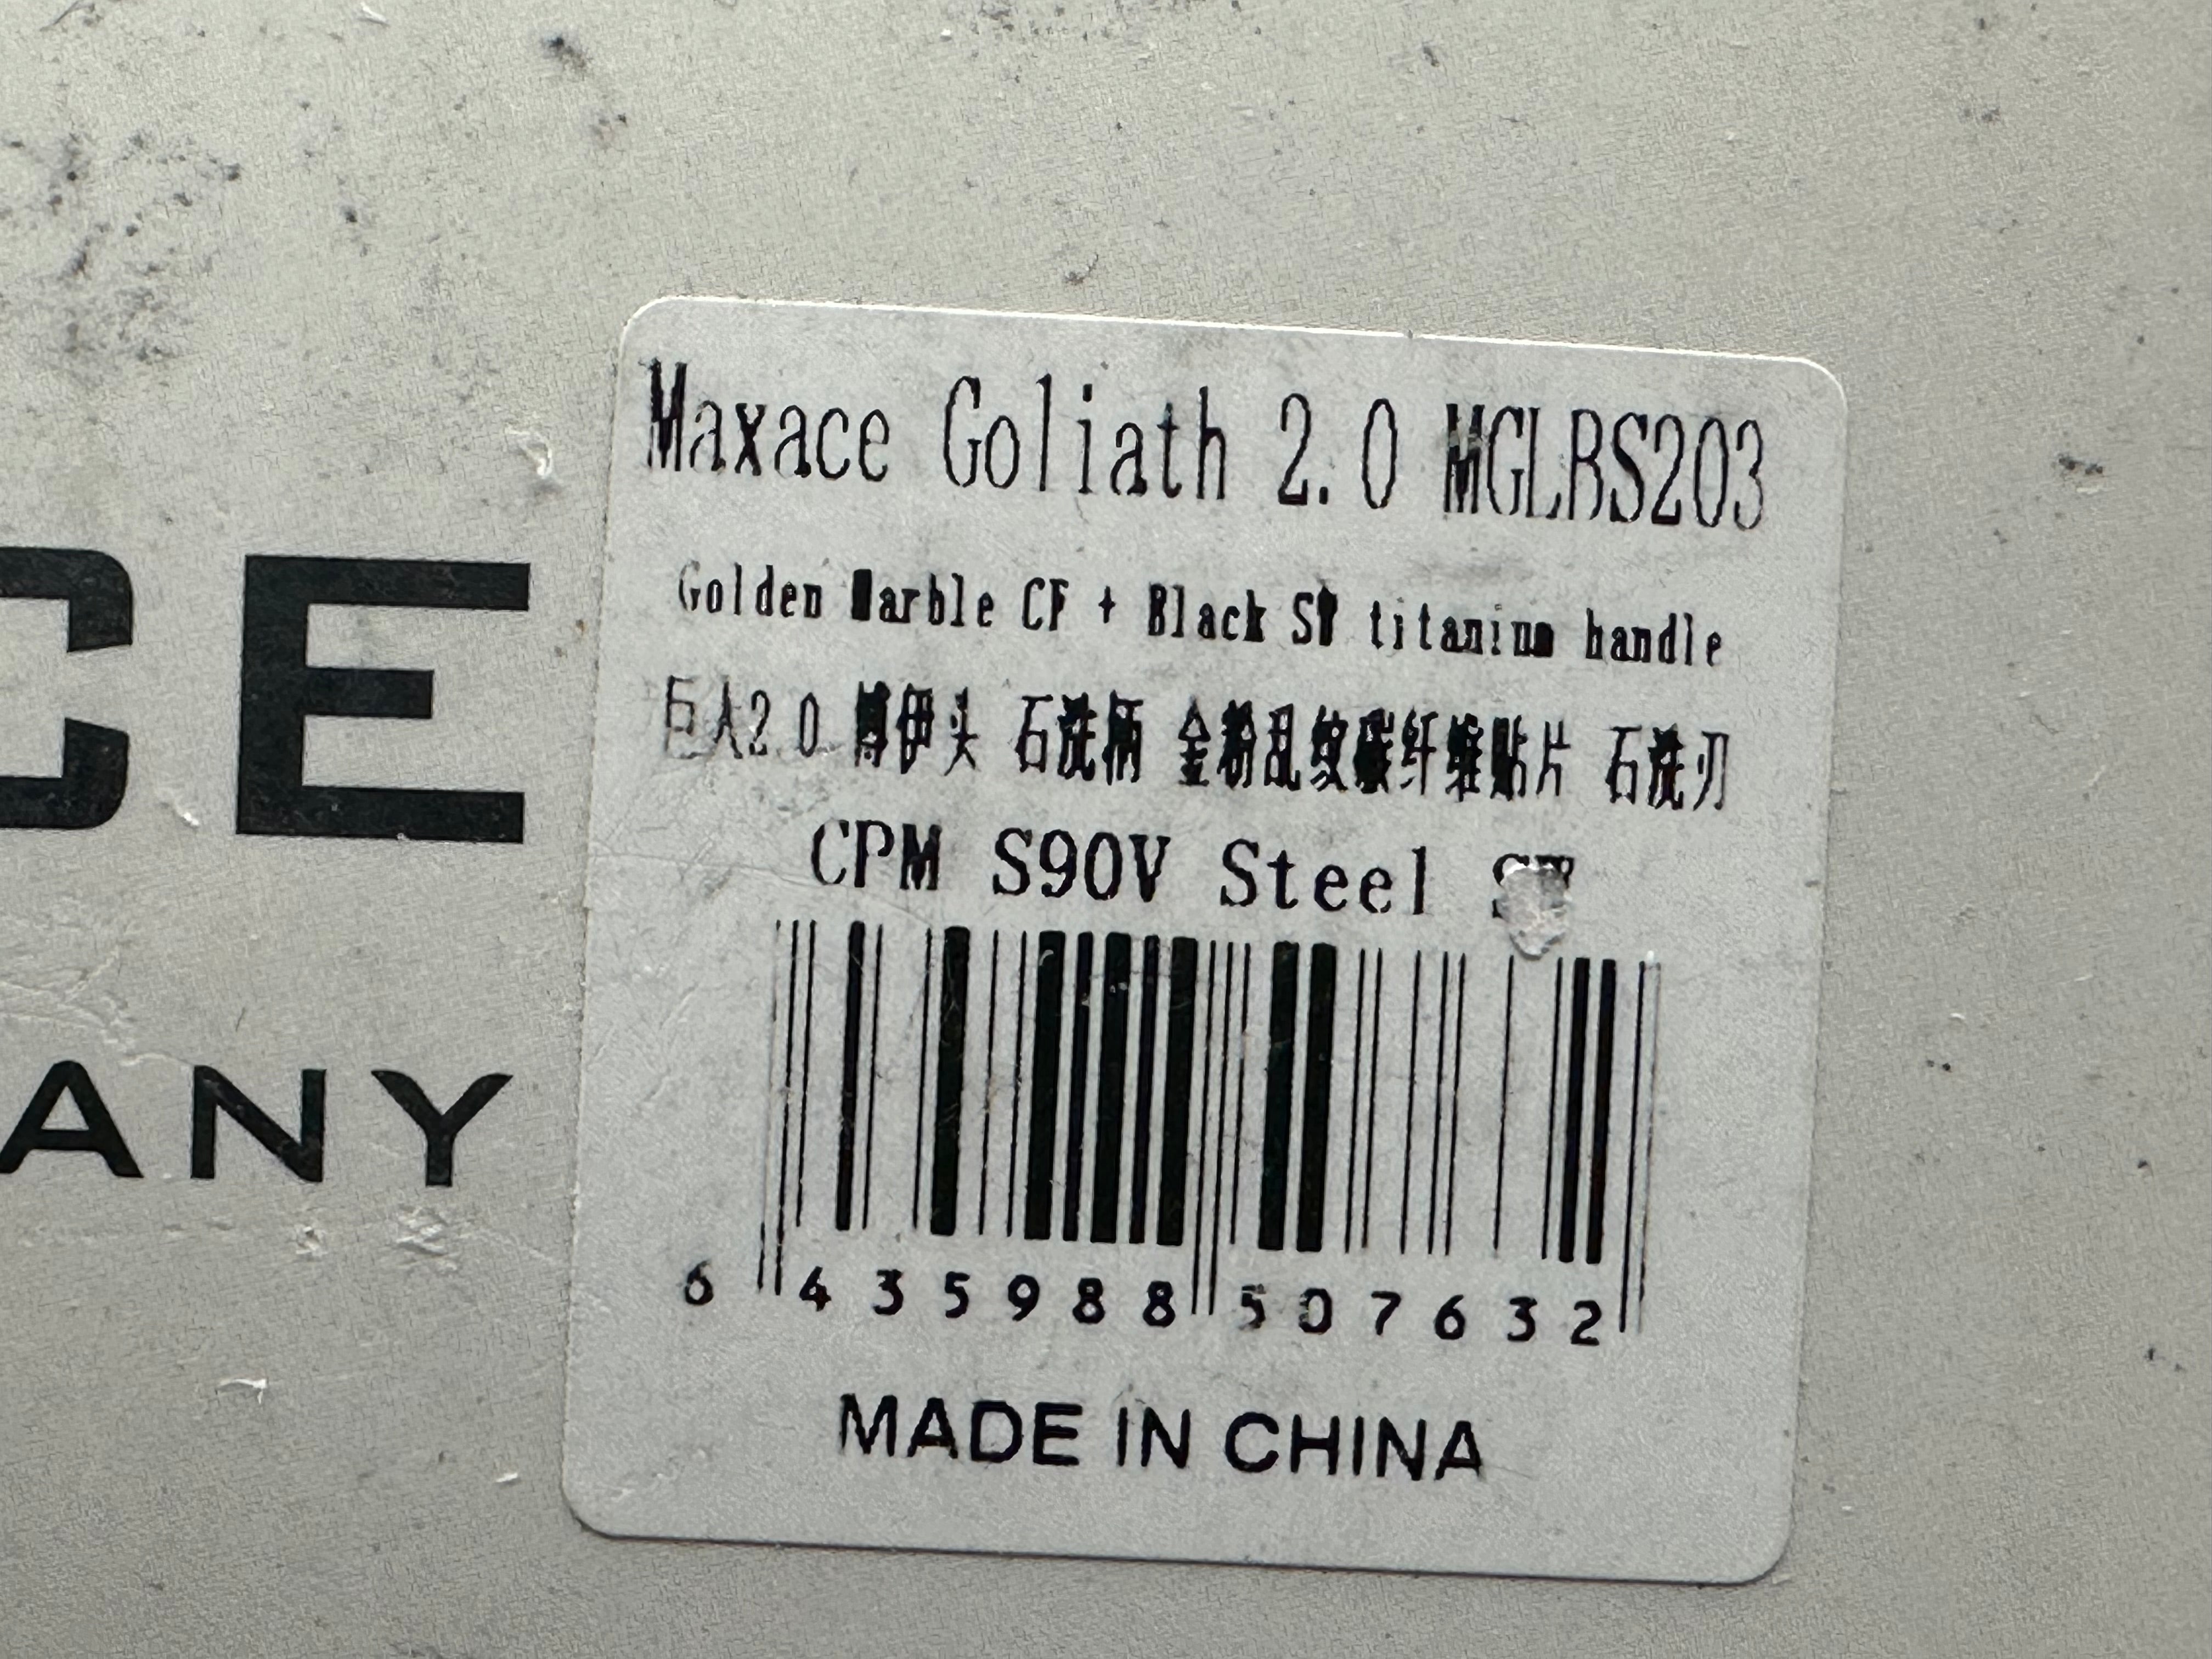 CE
ANY
Maxace Goliath 2.0 MGLBS203
Golden Marble CF + Black SW titanium handle
巨人2.0 博伊头 石洗柄 金粉乱纹碳纤维贴片 石洗刃
CPM S90V Steel
6 435988 507632
MADE IN CHINA